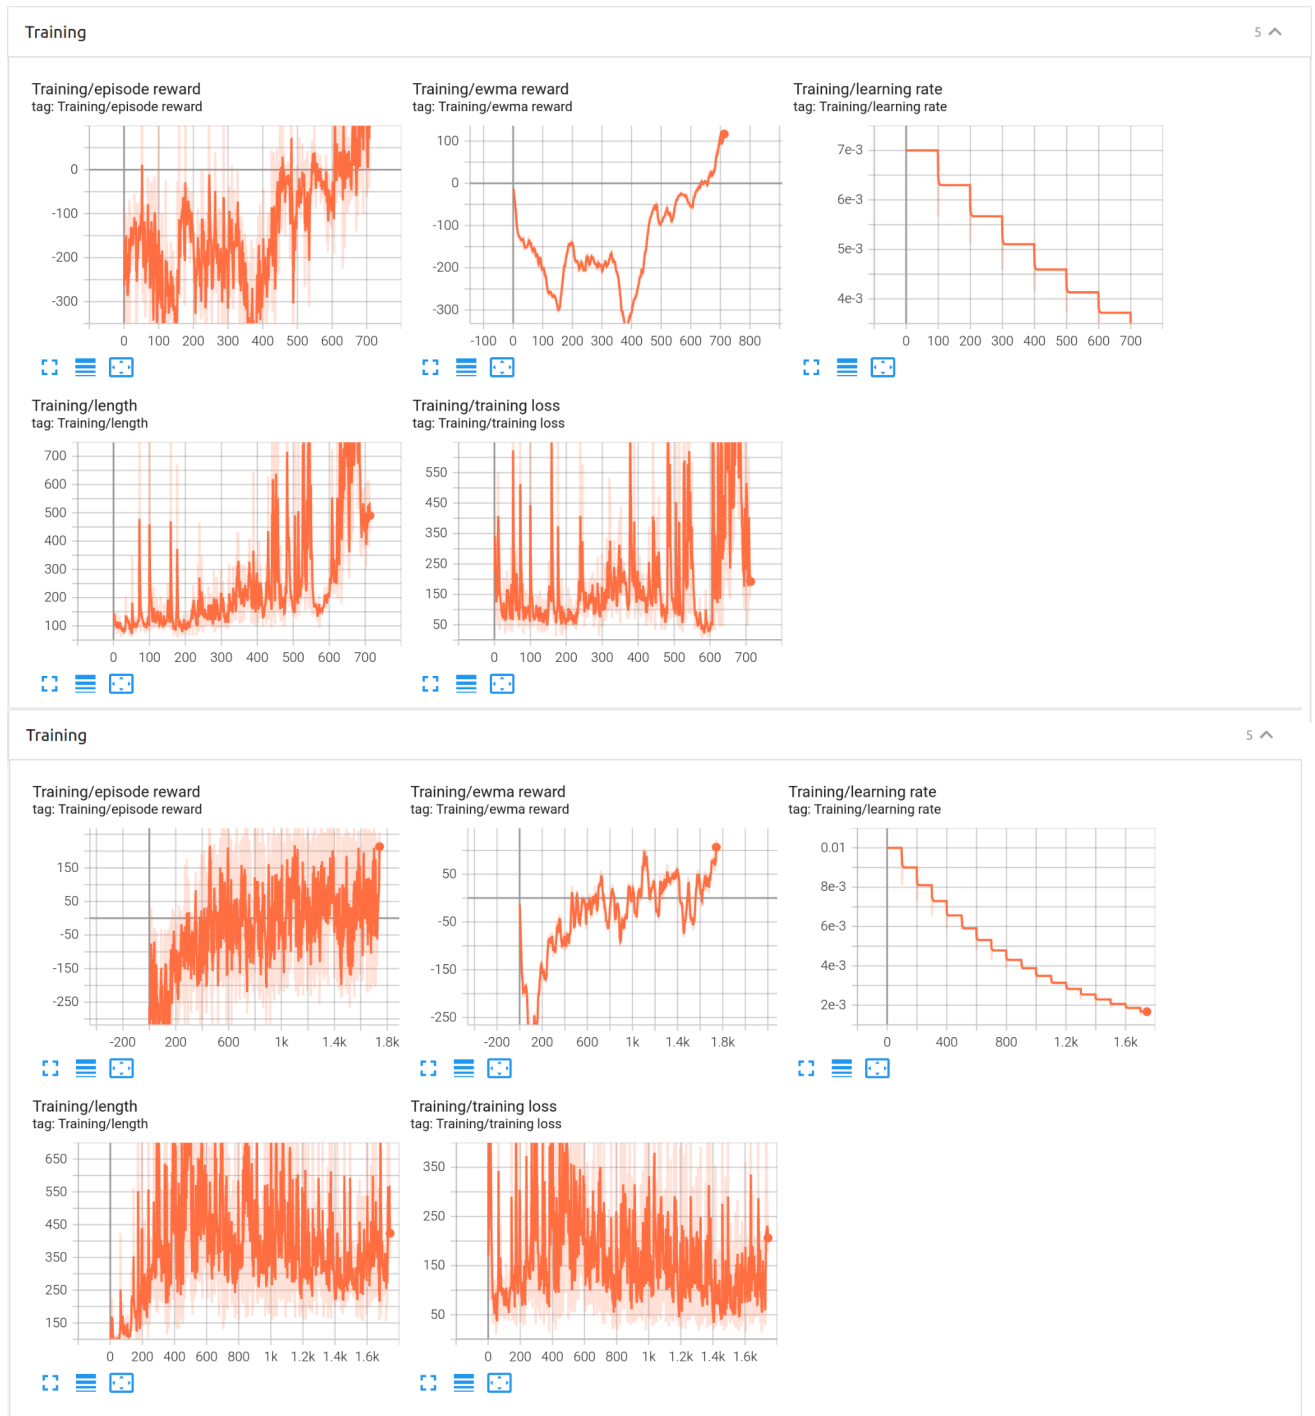 Training
5
Training/episode reward
tag: Training/episode reward
0
-100
-200
-300
0 100 200 300 400 500 600 700
Training/ewma reward
tag: Training/ewma reward
100
0
-100
-200
-300
-100 0 100 200 300 400 500 600 700 800
Training/learning rate
tag: Training/learning rate
7e-3
6e-3
5e-3
4e-3
0 100 200 300 400 500 600 700
Training/length
tag: Training/length
700
600
500
400
300
200
100
0 100 200 300 400 500 600 700
Training/training loss
tag: Training/training loss
550
450
350
250
150
50
0 100 200 300 400 500 600 700
Training
5
Training/episode reward
tag: Training/episode reward
150
50
-50
-150
-250
-200 200 600 1k 1.4k 1.8k
Training/ewma reward
tag: Training/ewma reward
50
-50
-150
-250
-200 200 600 1k 1.4k 1.8k
Training/learning rate
tag: Training/learning rate
0.01
8e-3
6e-3
4e-3
2e-3
0 400 800 1.2k 1.6k
Training/length
tag: Training/length
650
550
450
350
250
150
0 200 400 600 800 1k 1.2k 1.4k 1.6k
Training/training loss
tag: Training/training loss
350
250
150
50
0 200 400 600 800 1k 1.2k 1.4k 1.6k